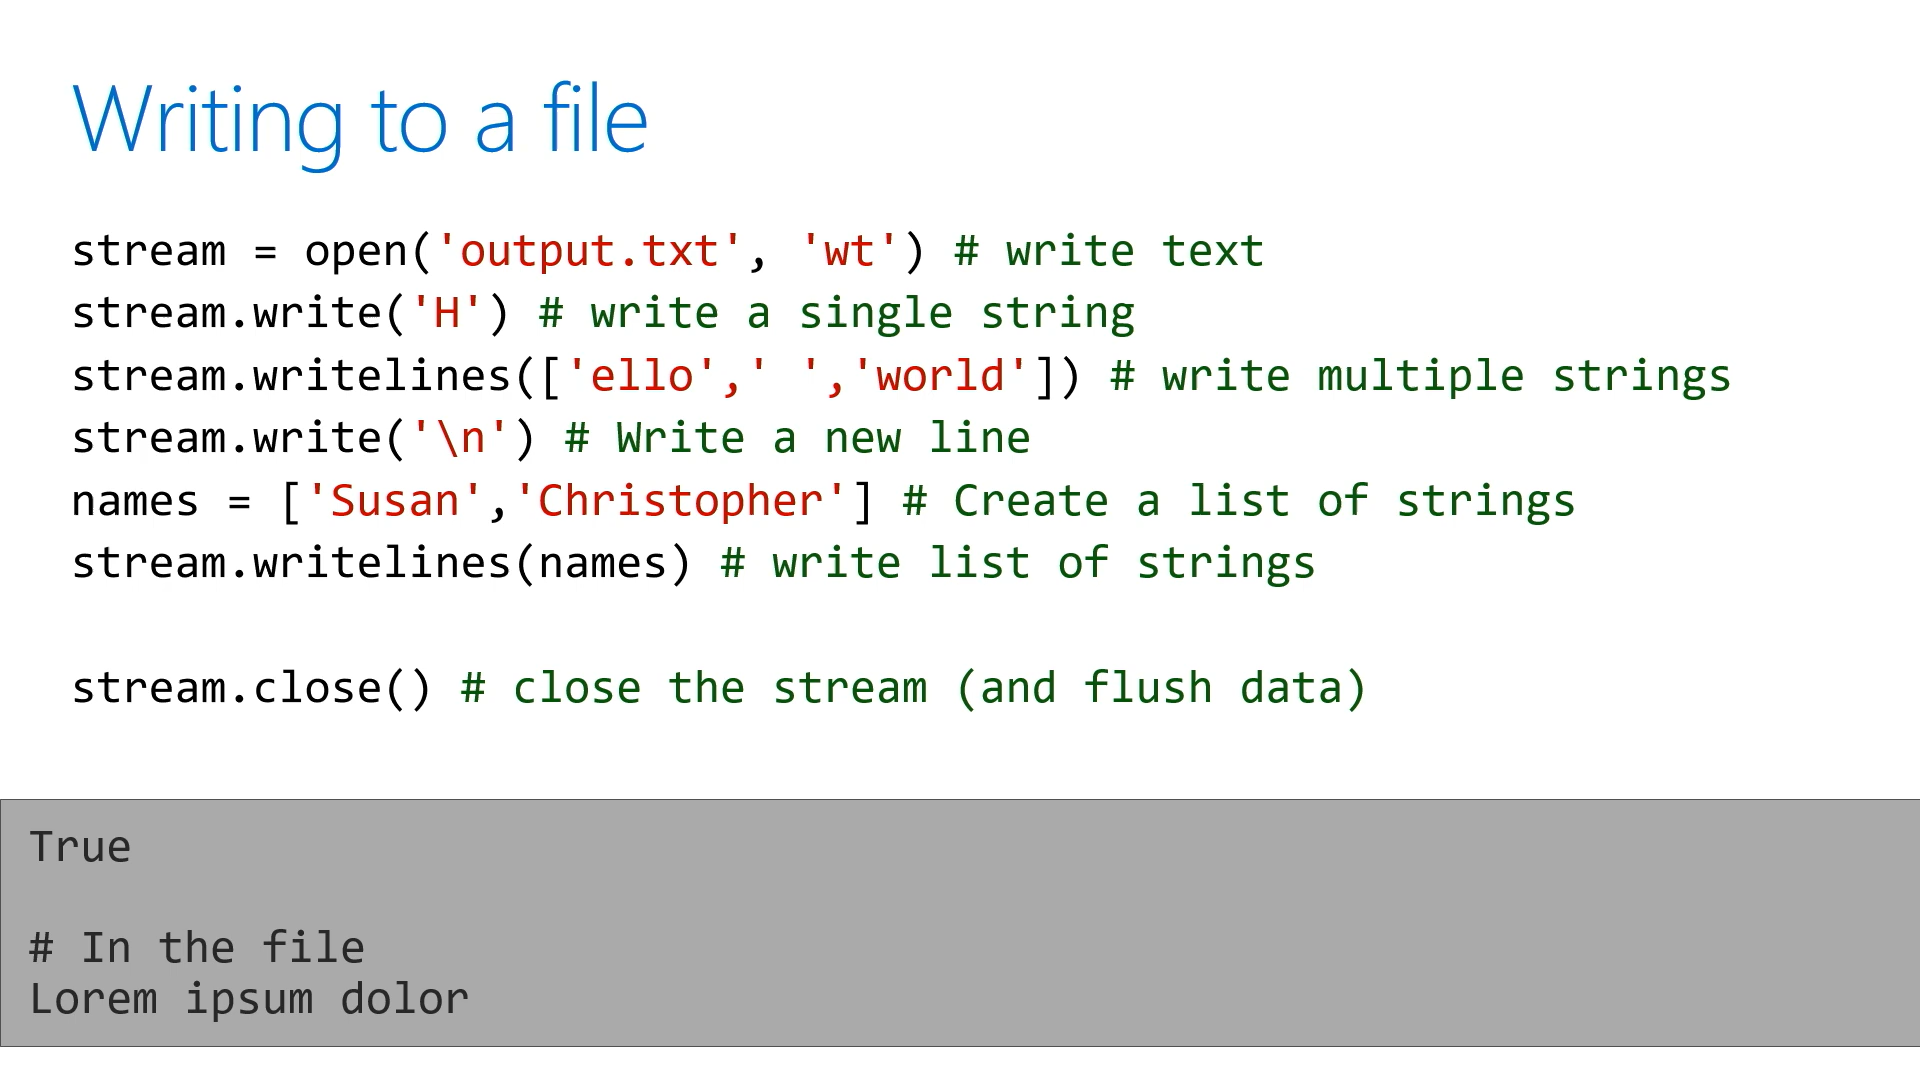 Writing to a file
stream = open('output.txt', 'wt') # write text
stream.write('H') # write a single string
stream.writelines(['ello',' ','world']) # write multiple strings
stream.write('\n') # Write a new line
names = ['Susan','Christopher'] # Create a list of strings
stream.writelines(names) # write list of strings
stream.close() # close the stream (and flush data)
True
# In the file
Lorem ipsum dolor